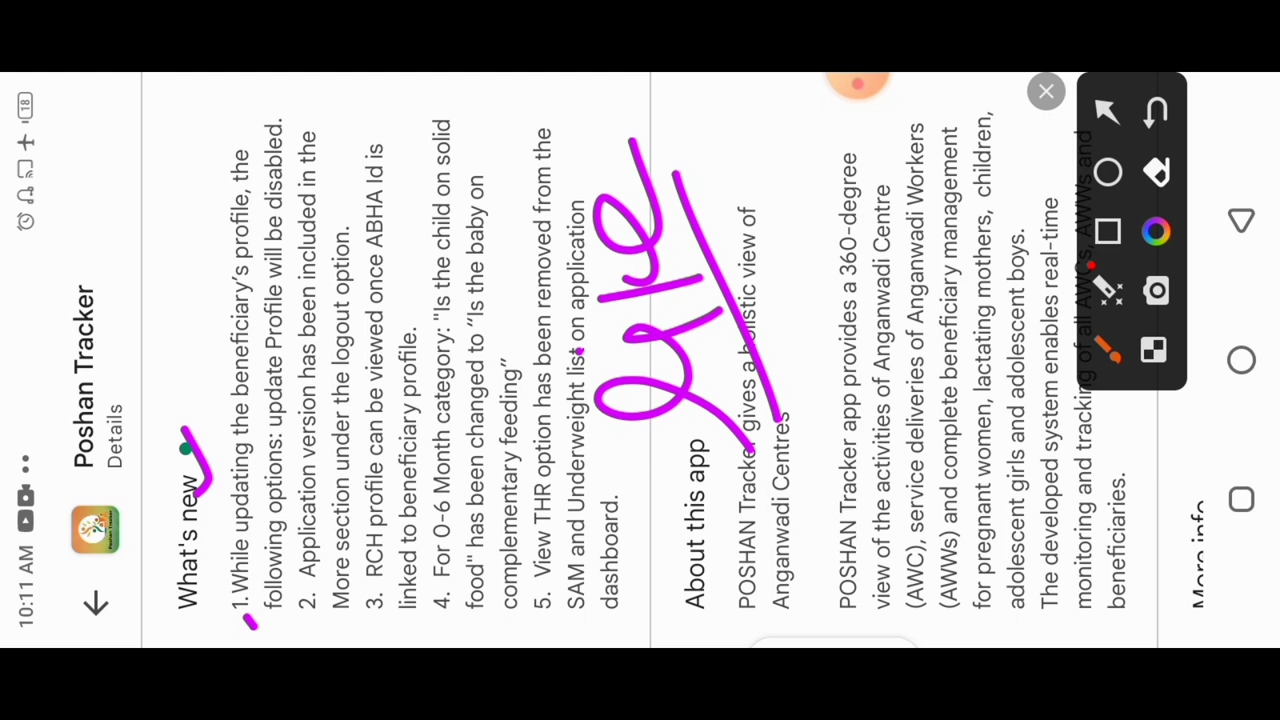 10:11 AM
18
Poshan Tracker
Details
What's new
1.While updating the beneficiary's profile, the
following options: update Profile will be disabled.
2. Application version has been included in the
More section under the logout option.
3. RCH profile can be viewed once ABHA Id is
linked to beneficiary profile.
4. For 0-6 Month category: "Is the child on solid
food" has been changed to “Is the baby on
complementary feeding”
5. View THR option has been removed from the
SAM and Underweight list on application
dashboard.
About this app
POSHAN Tracker gives a holistic view of
Anganwadi Centres
POSHAN Tracker app provides a 360-degree
view of the activities of Anganwadi Centre
(AWC), service deliveries of Anganwadi Workers
(AWWs) and complete beneficiary management
for pregnant women, lactating mothers, children,
adolescent girls and adolescent boys.
The developed system enables real-time
monitoring and tracking of all AWCs, AWWs and
beneficiaries.
More info